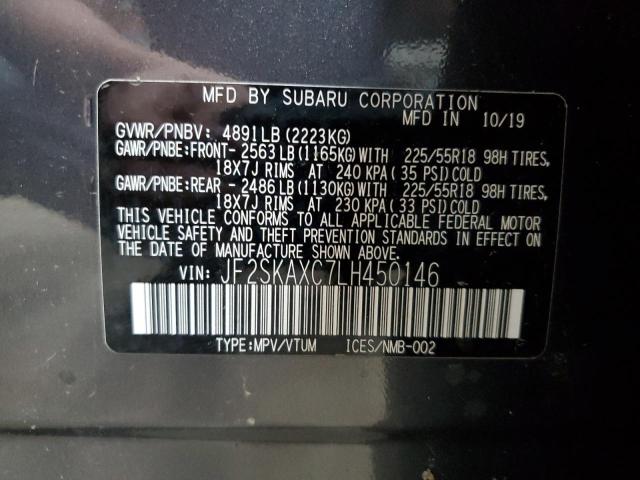 MFD BY SUBARU CORPORATION
MFD IN 10/19
GVWR/PNBV: 4891LB(2223KG)
GAWR/PNBE:FRONT-2563LB(1165KG)WITH 225/55R18 98H TIRES,
18X7J RIMS AT 240 KPA(35 PSI)COLD
GAWR/PNBE:REAR -2486LB(1130KG)WITH 225/55R18 98H TIRES,
18X7J RIMS AT 230 KPA(33 PSI)COLD
THIS VEHICLE CONFORMS TO ALL APPLICABLE FEDERAL MOTOR
VEHICLE SAFETY AND THEFT PREVENTION STANDARDS IN EFFECT ON
THE DATE OF MANUFACTURE SHOWN ABOVE.
VIN: JF2SKAXC7LH450146
TYPE:MPV/VTUM ICES/NMB-002